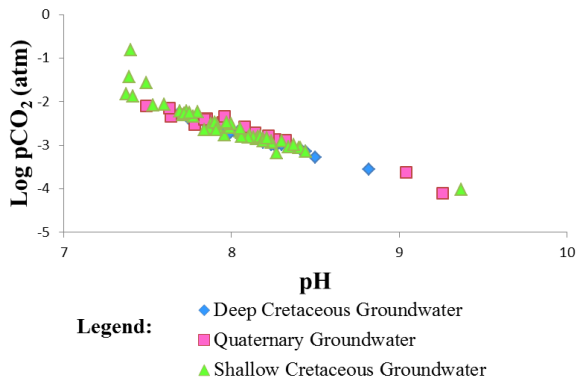 0
-1
-2
-3
-4
-5
Log pCO₂ (atm)
7 8 9 10
pH
Legend:
Deep Cretaceous Groundwater
Quaternary Groundwater
Shallow Cretaceous Groundwater